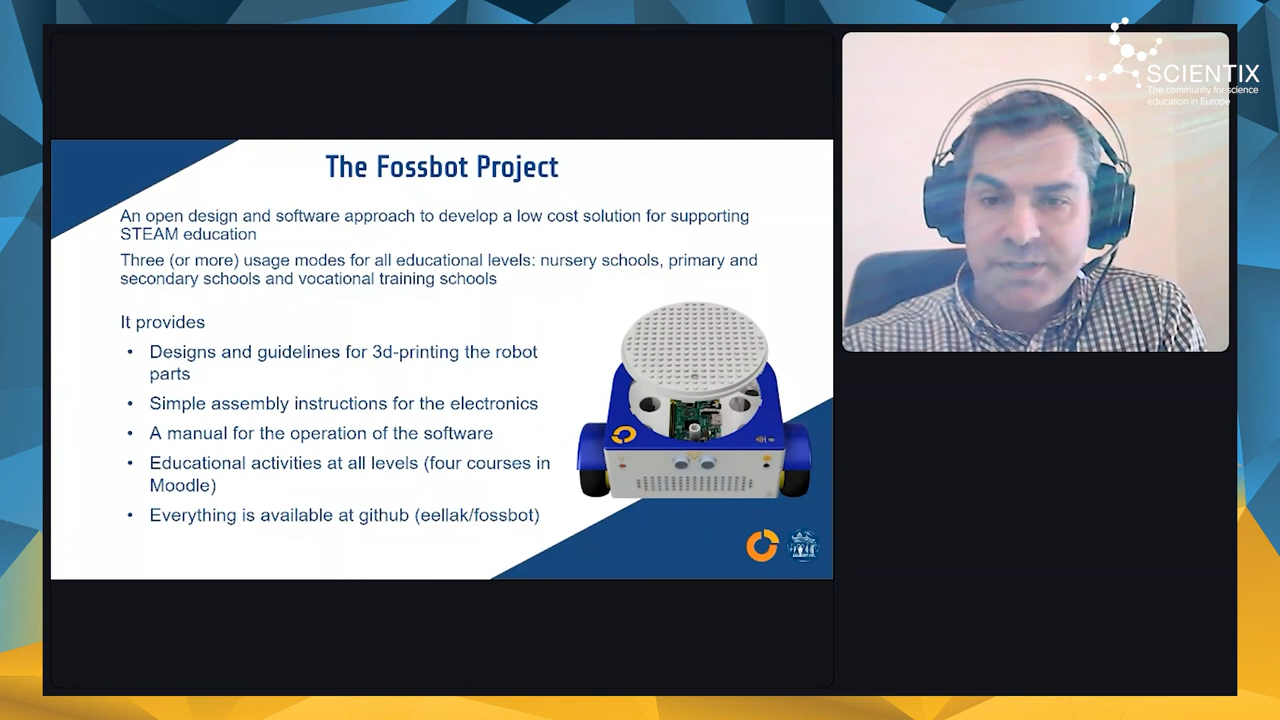 The Fossbot Project
An open design and software approach to develop a low cost solution for supporting
STEAM education
Three (or more) usage modes for all educational levels: nursery schools, primary and
secondary schools and vocational training schools
It provides
• Designs and guidelines for 3d-printing the robot
parts
• Simple assembly instructions for the electronics
• A manual for the operation of the software
• Educational activities at all levels (four courses in
Moodle)
• Everything is available at github (eellak/fossbot)
SCIENTIX
The community for science
education in Europe